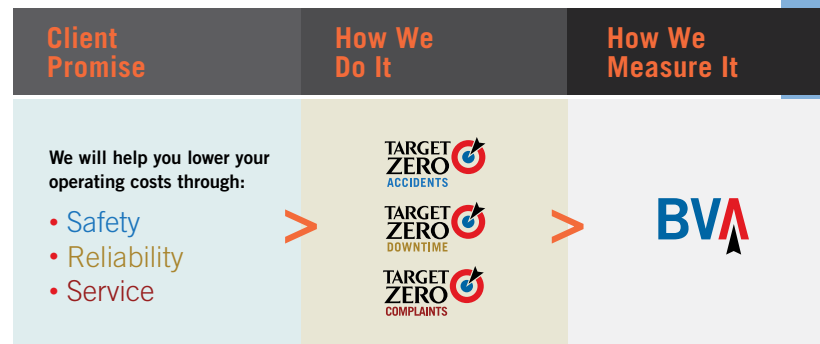 Client
Promise
How We
Do It
How We
Measure It
We will help you lower your
operating costs through:
• Safety
• Reliability
• Service
>
TARGET
ZERO
ACCIDENTS
TARGET
ZERO
DOWNTIME
TARGET
ZERO
COMPLAINTS
>
BVA